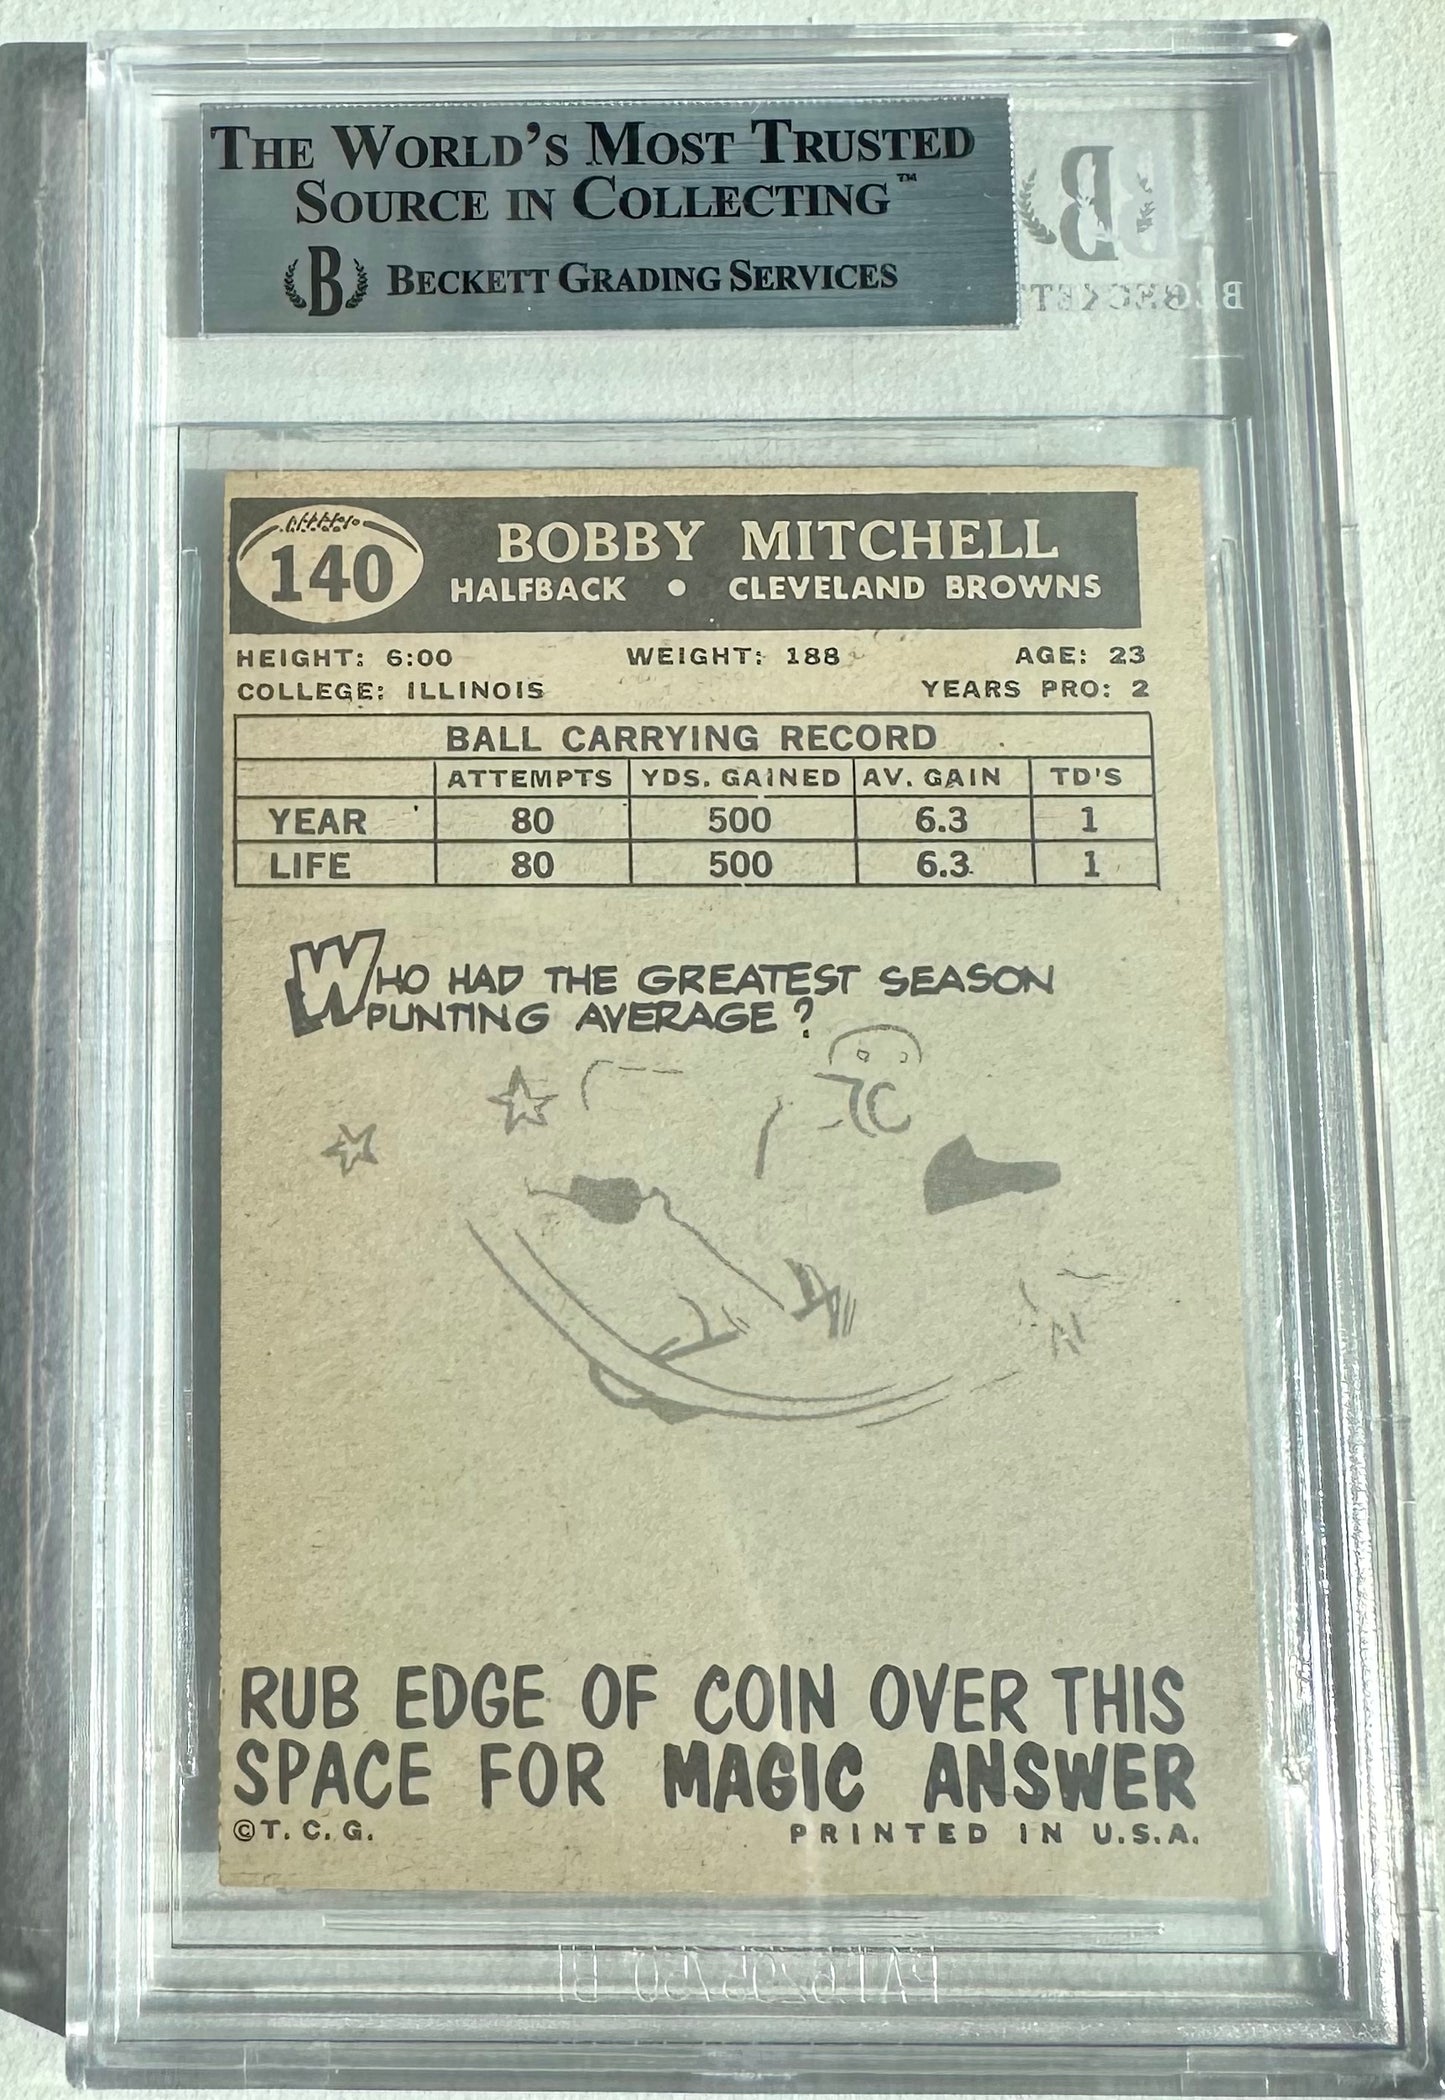 THE WORLD'S MOST TRUSTED
SOURCE IN COLLECTING™
B BECKETT GRADING SERVICES
140
BOBBY MITCHELL
HALFBACK • CLEVELAND BROWNS
HEIGHT: 6:00 WEIGHT: 188 AGE: 23
COLLEGE: ILLINOIS YEARS PRO: 2
BALL CARRYING RECORD
ATTEMPTS YDS. GAINED AV. GAIN TD'S
YEAR 80 500 6.3 1
LIFE 80 500 6.3 1
WHO HAD THE GREATEST SEASON
PUNTING AVERAGE?
RUB EDGE OF COIN OVER THIS
SPACE FOR MAGIC ANSWER
©T. C. G. PRINTED IN U.S.A.